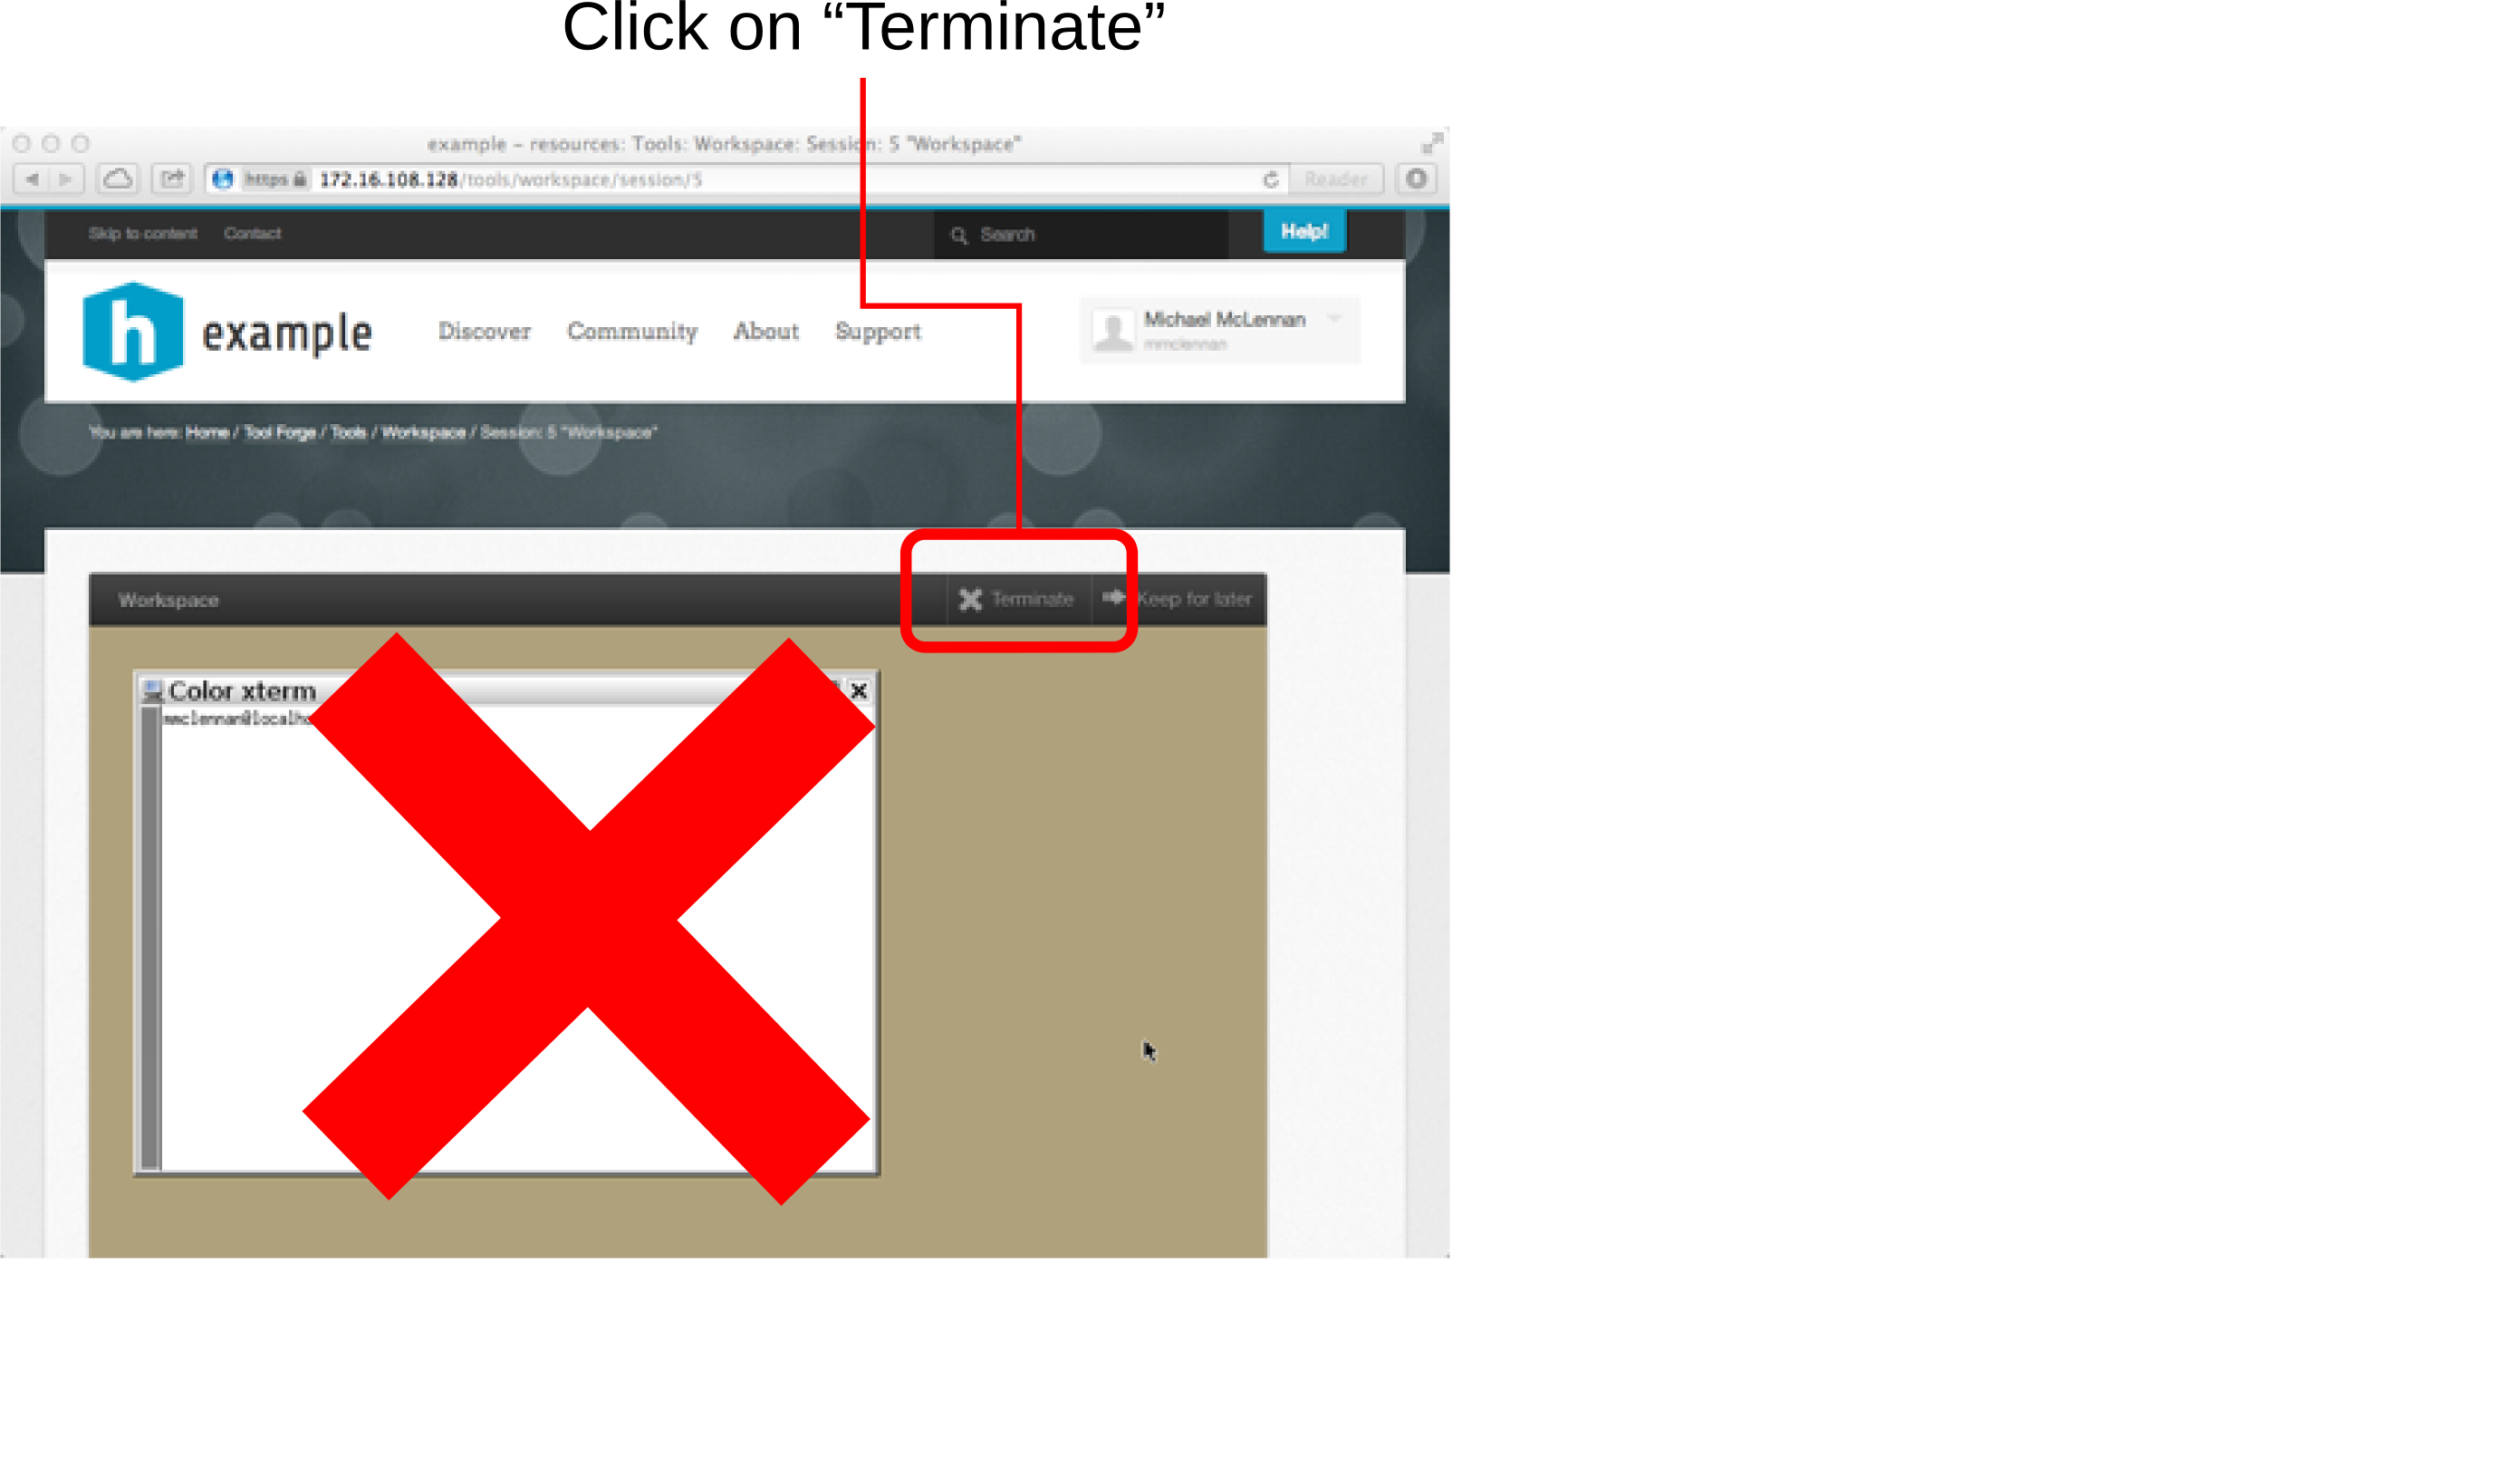 Click on “Terminate”
example – resources: Tools: Workspace: Session: 5 "Workspace"
https 172.16.108.128/tools/workspace/session/5 Reader
Skip to content Contact Search Help!
h example Discover Community About Support Michael McLennan
mmclennan
You are here: Home / Tool Forge / Tools / Workspace / Session: 5 "Workspace"
Workspace Terminate Keep for later
Color xterm